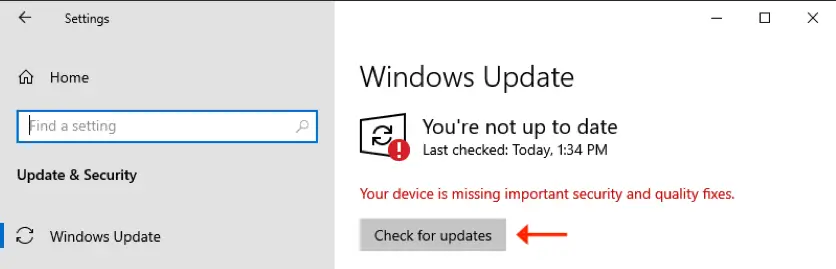 Settings
Home
Find a setting
Update & Security
Windows Update
Windows Update
You're not up to date
Last checked: Today, 1:34 PM
Your device is missing important security and quality fixes.
Check for updates